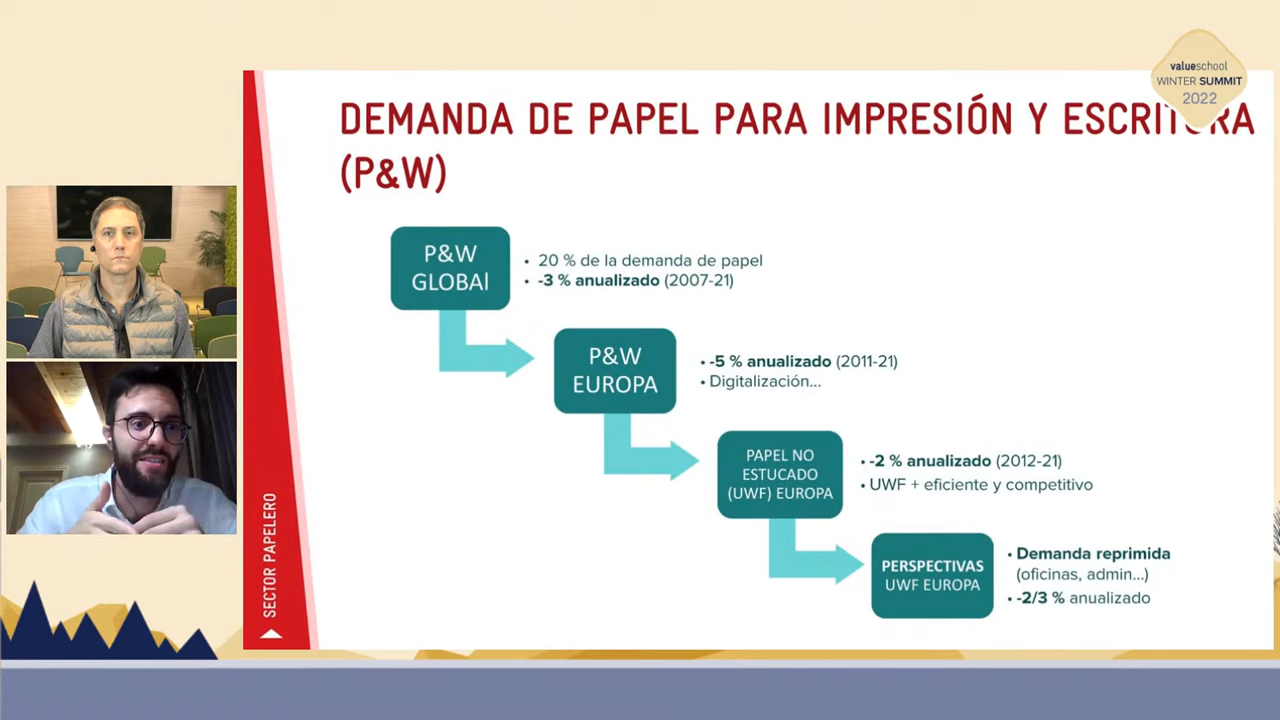 valueschool
WINTER SUMMIT
2022
DEMANDA DE PAPEL PARA IMPRESIÓN Y ESCRITURA
(P&W)
P&W
GLOBAl
• 20 % de la demanda de papel
• -3 % anualizado (2007-21)
P&W
EUROPA
• -5 % anualizado (2011-21)
• Digitalización...
PAPEL NO
ESTUCADO
(UWF) EUROPA
• -2 % anualizado (2012-21)
• UWF + eficiente y competitivo
PERSPECTIVAS
UWF EUROPA
• Demanda reprimida
(oficinas, admin...)
• -2/3 % anualizado
SECTOR PAPELERO